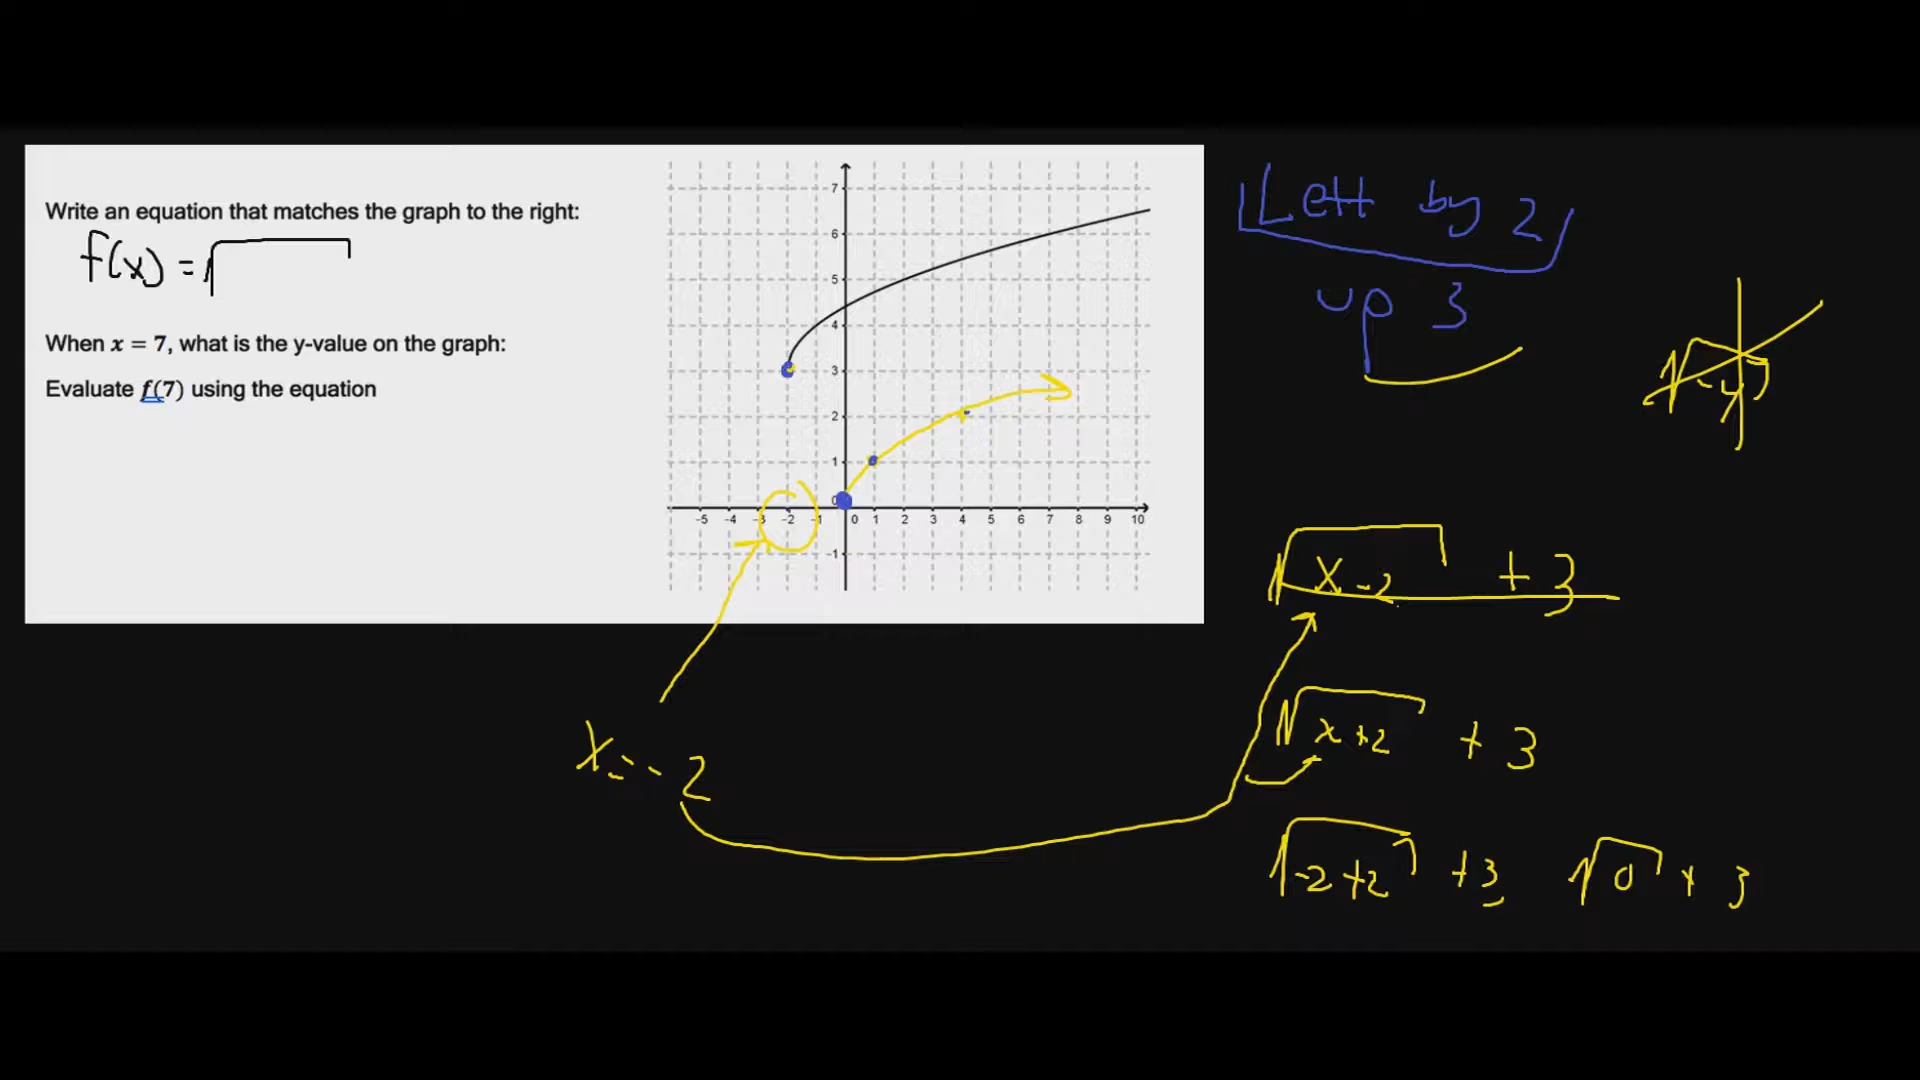 Write an equation that matches the graph to the right:
f(x) = √
When x = 7, what is the y-value on the graph:
Evaluate f(7) using the equation
7
6
5
4
3
2
1
0
-1
-5 -4 -3 -2 -1 0 1 2 3 4 5 6 7 8 9 10
Left by 2
up 3
√-4
√x-2 + 3
√x+2 + 3
√-2+2 +3 √0 + 3
x=-2